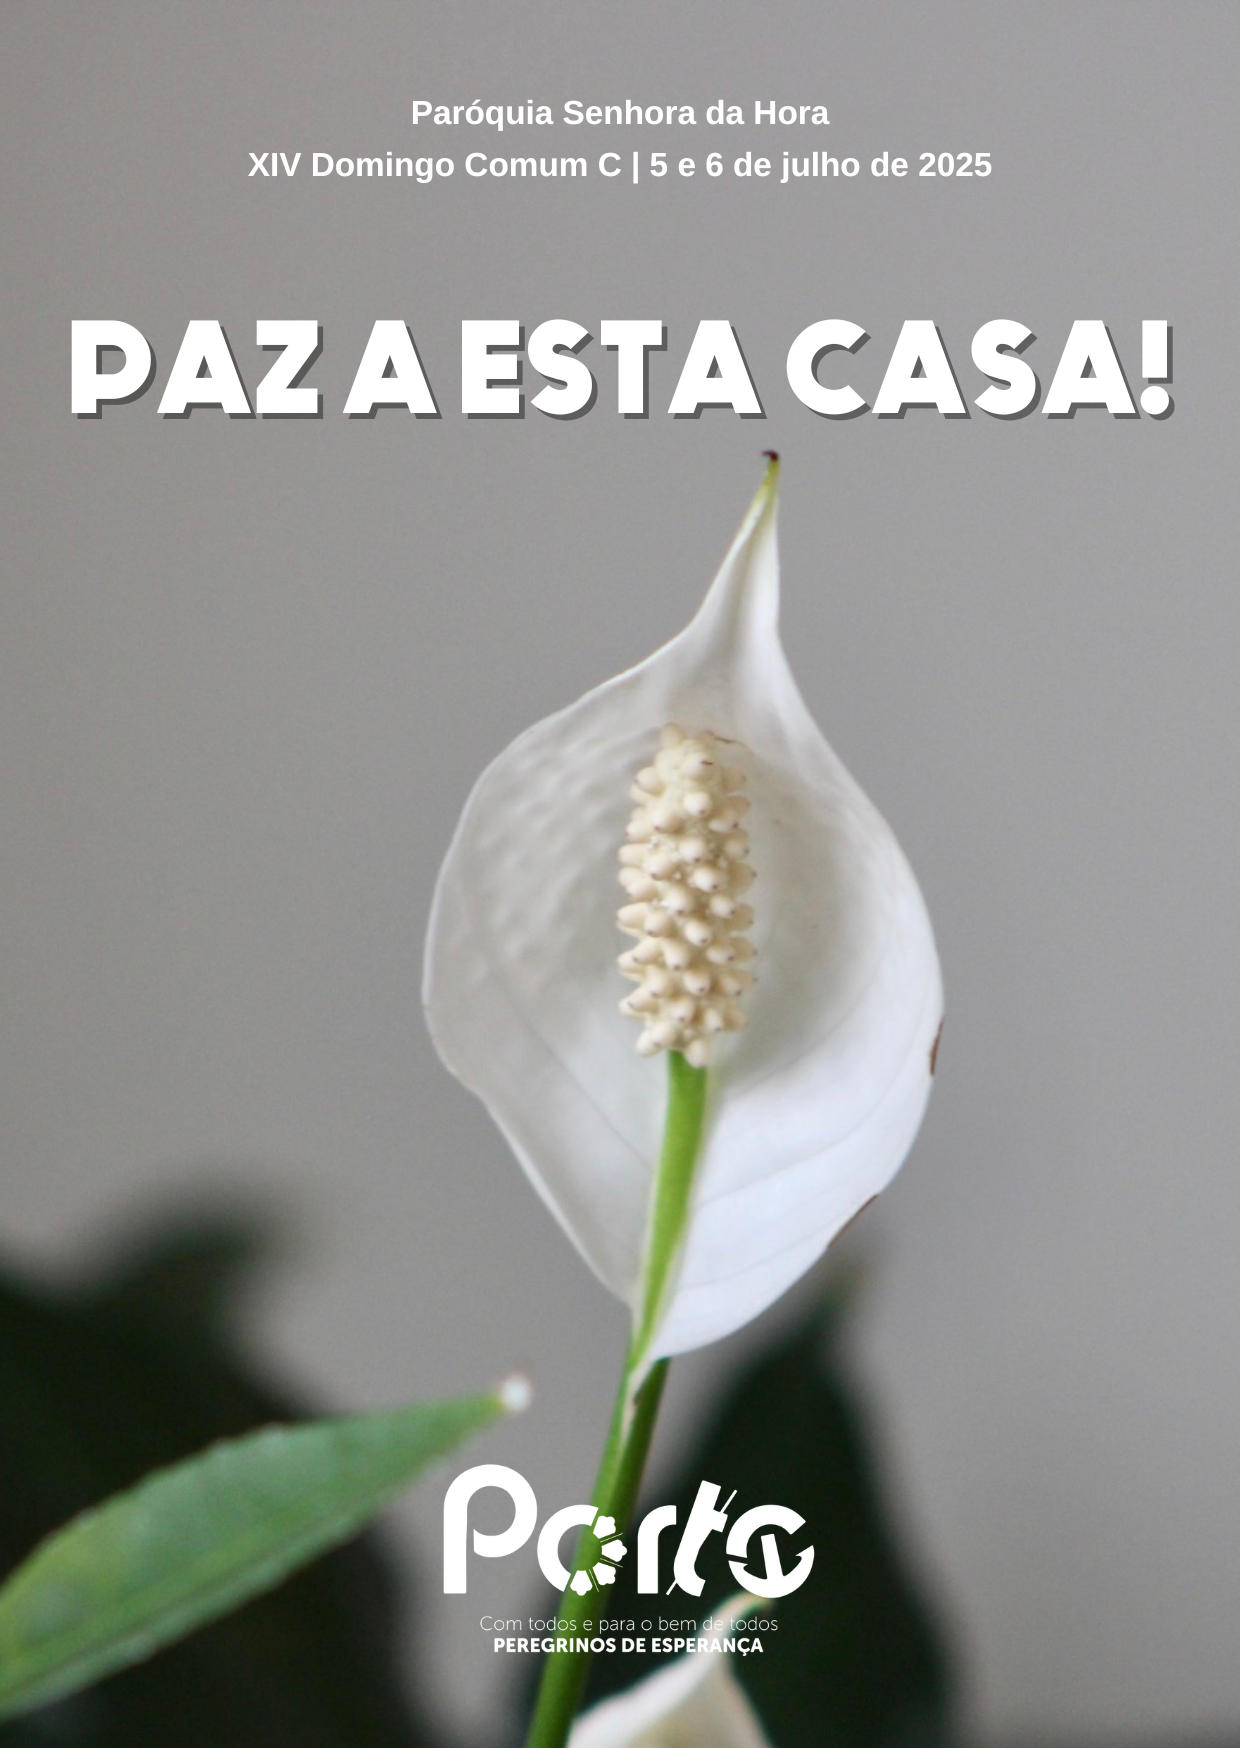 Paróquia Senhora da Hora
XIV Domingo Comum C | 5 e 6 de julho de 2025
PAZ A ESTA CASA!
Porto
Com todos e para o bem de todos
PEREGRINOS DE ESPERANÇA